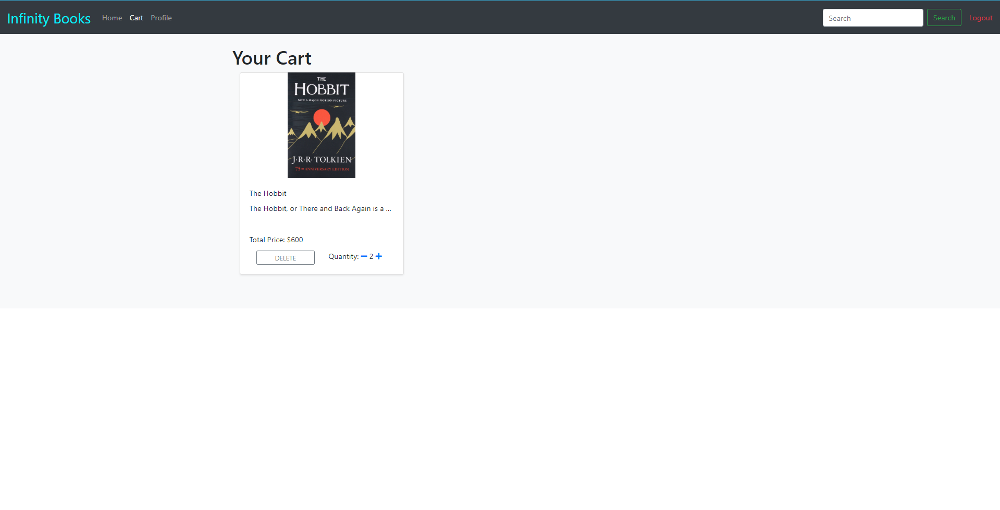 Infinity Books Home Cart Profile Search Search Logout
Your Cart
THE
HOBBIT
NOW A MAJOR MOTION PICTURE
J·R·R· TOLKIEN
75TH ANNIVERSARY EDITION
The Hobbit
The Hobbit, or There and Back Again is a ...
Total Price: $600
DELETE Quantity: 2